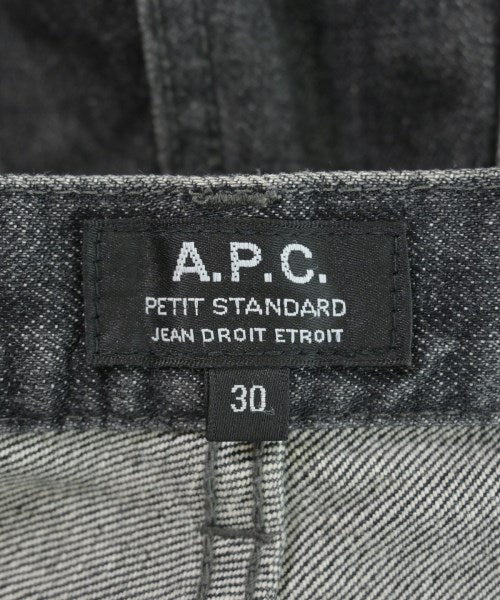 A.P.C.
PETIT STANDARD
JEAN DROIT ETROIT
30